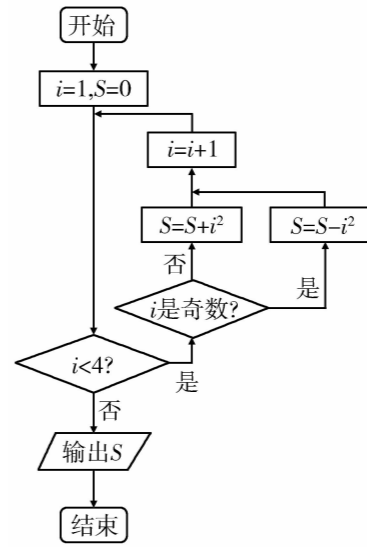 开始
i=1,S=0
i=i+1
S=S+i²
S=S−i²
否
是
i是奇数?
i<4?
是
否
输出S
结束